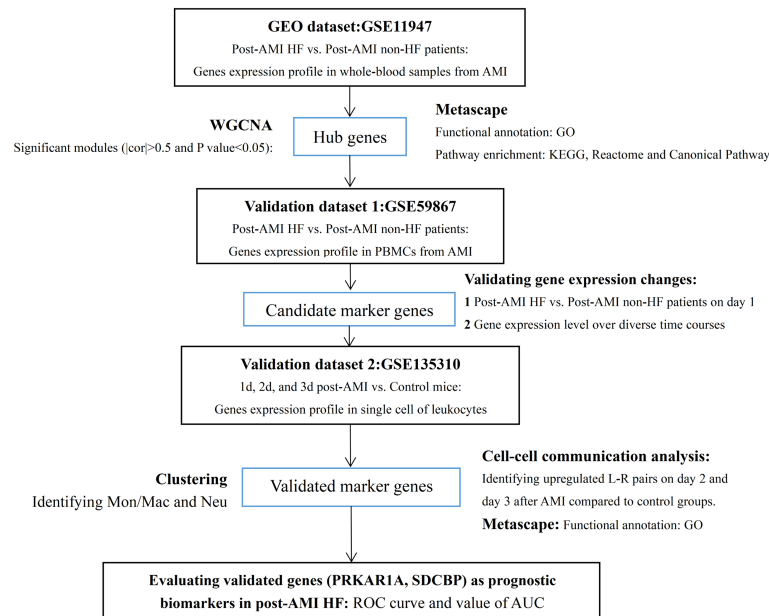 GEO dataset:GSE11947
Post-AMI HF vs. Post-AMI non-HF patients:
Genes expression profile in whole-blood samples from AMI
WGCNA
Significant modules (|cor|>0.5 and P value<0.05):
Hub genes
Metascape
Functional annotation: GO
Pathway enrichment: KEGG, Reactome and Canonical Pathway
Validation dataset 1:GSE59867
Post-AMI HF vs. Post-AMI non-HF patients:
Genes expression profile in PBMCs from AMI
Candidate marker genes
Validating gene expression changes:
1 Post-AMI HF vs. Post-AMI non-HF patients on day 1
2 Gene expression level over diverse time courses
Validation dataset 2:GSE135310
1d, 2d, and 3d post-AMI vs. Control mice:
Genes expression profile in single cell of leukocytes
Clustering
Identifying Mon/Mac and Neu
Validated marker genes
Cell-cell communication analysis:
Identifying upregulated L-R pairs on day 2 and
day 3 after AMI compared to control groups.
Metascape: Functional annotation: GO
Evaluating validated genes (PRKAR1A, SDCBP) as prognostic
biomarkers in post-AMI HF: ROC curve and value of AUC